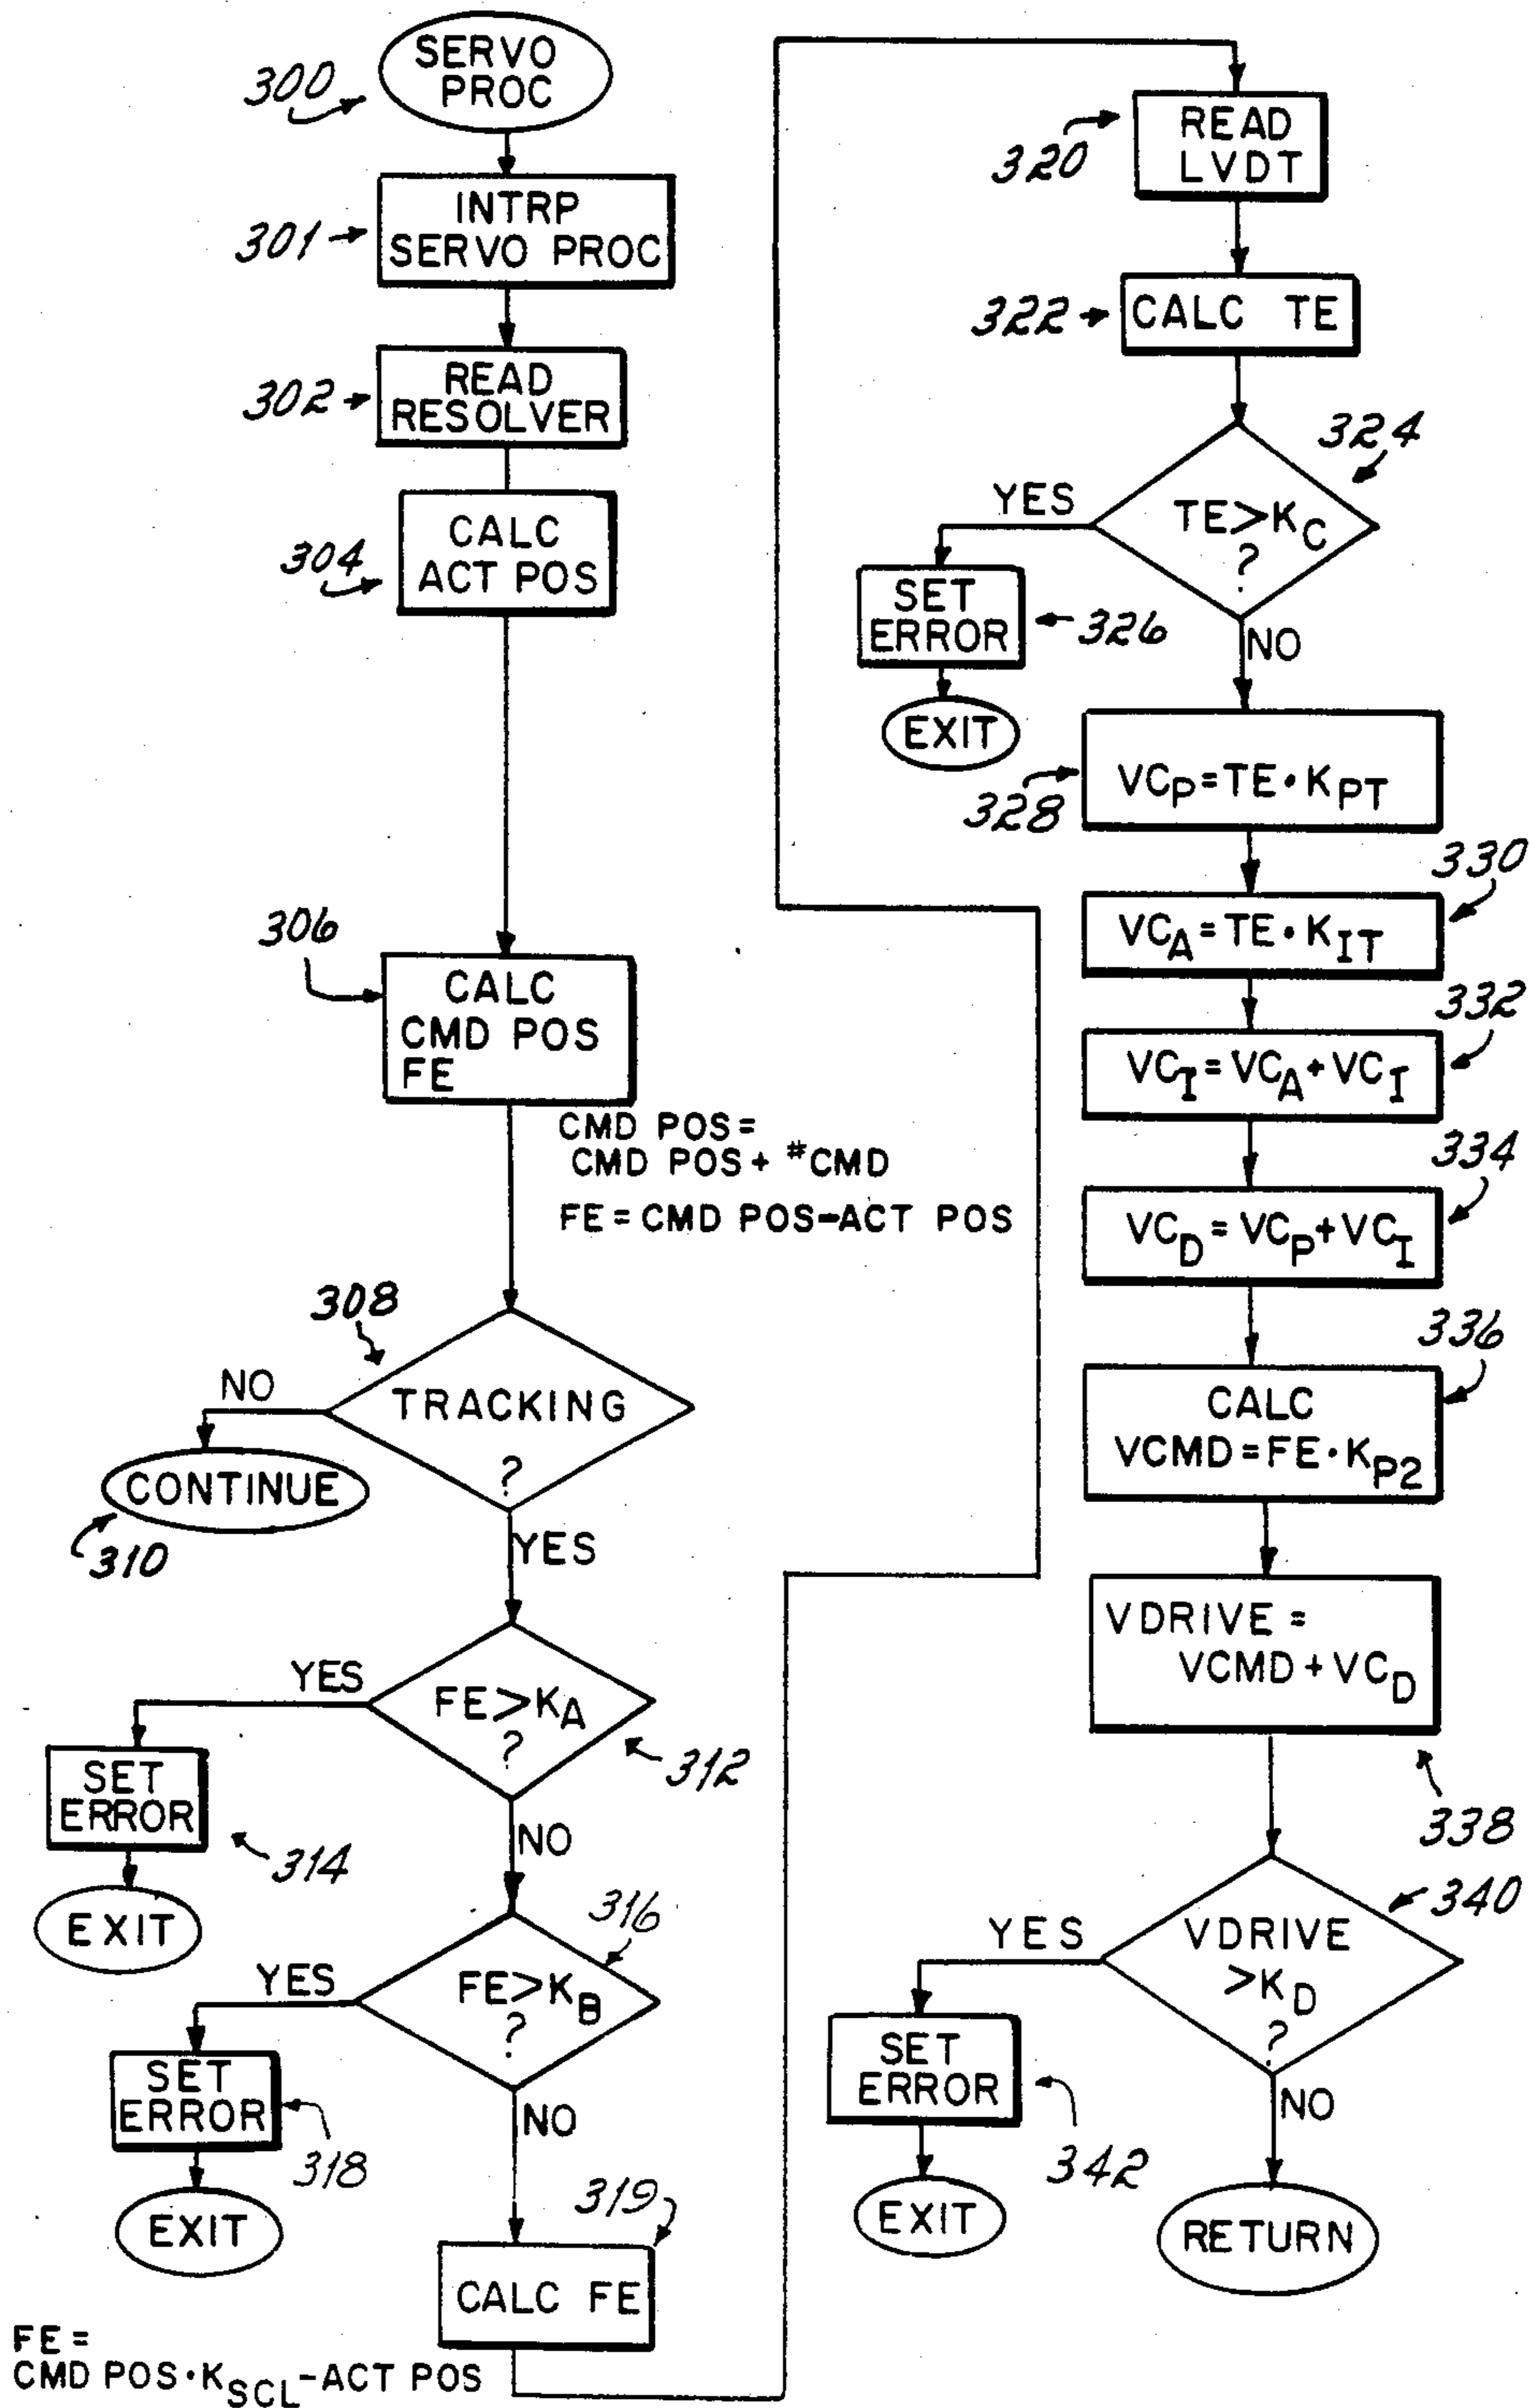 300
SERVO
PROC
301
INTRP
SERVO PROC
302
READ
RESOLVER
304
CALC
ACT POS
306
CALC
CMD POS
FE
CMD POS=
CMD POS + #CMD
FE = CMD POS-ACT POS
308
TRACKING
?
NO
CONTINUE
310
YES
FE>KA
?
312
YES
SET
ERROR
314
EXIT
NO
316
FE>KB
?
YES
SET
ERROR
318
EXIT
NO
319
CALC FE
FE=
CMD POS·KSCL-ACT POS
320
READ
LVDT
322
CALC TE
324
TE>KC
?
YES
SET
ERROR
326
EXIT
NO
328
VCP=TE·KPT
330
VCA=TE·KIT
332
VCI=VCA+VCI
334
VCD=VCP+VCI
336
CALC
VCMD=FE·KP2
VDRIVE =
VCMD + VCD
338
340
VDRIVE
>KD
?
YES
SET
ERROR
342
EXIT
NO
RETURN